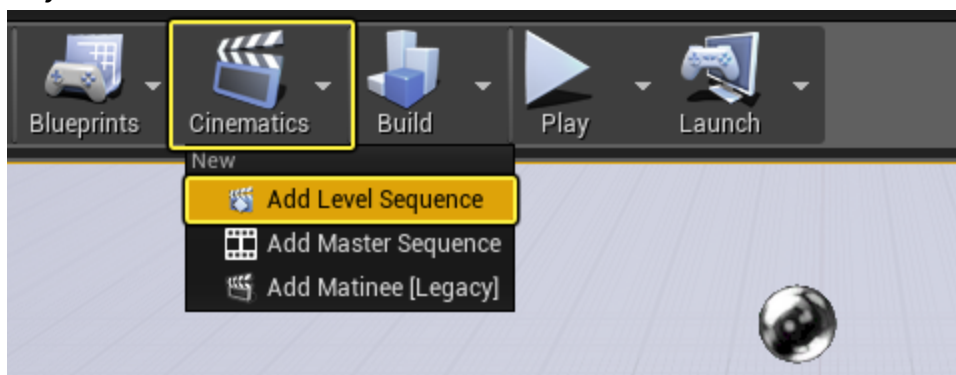 Blueprints Cinematics Build Play Launch
New
Add Level Sequence
Add Master Sequence
Add Matinee [Legacy]